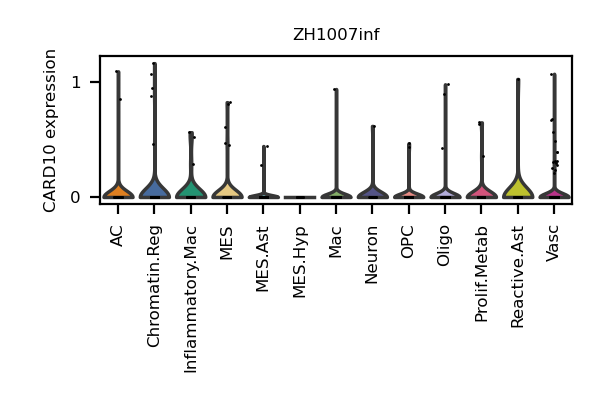 ZH1007inf
CARD10 expression
1
0
AC
Chromatin.Reg
Inflammatory.Mac
MES
MES.Ast
MES.Hyp
Mac
Neuron
OPC
Oligo
Prolif.Metab
Reactive.Ast
Vasc